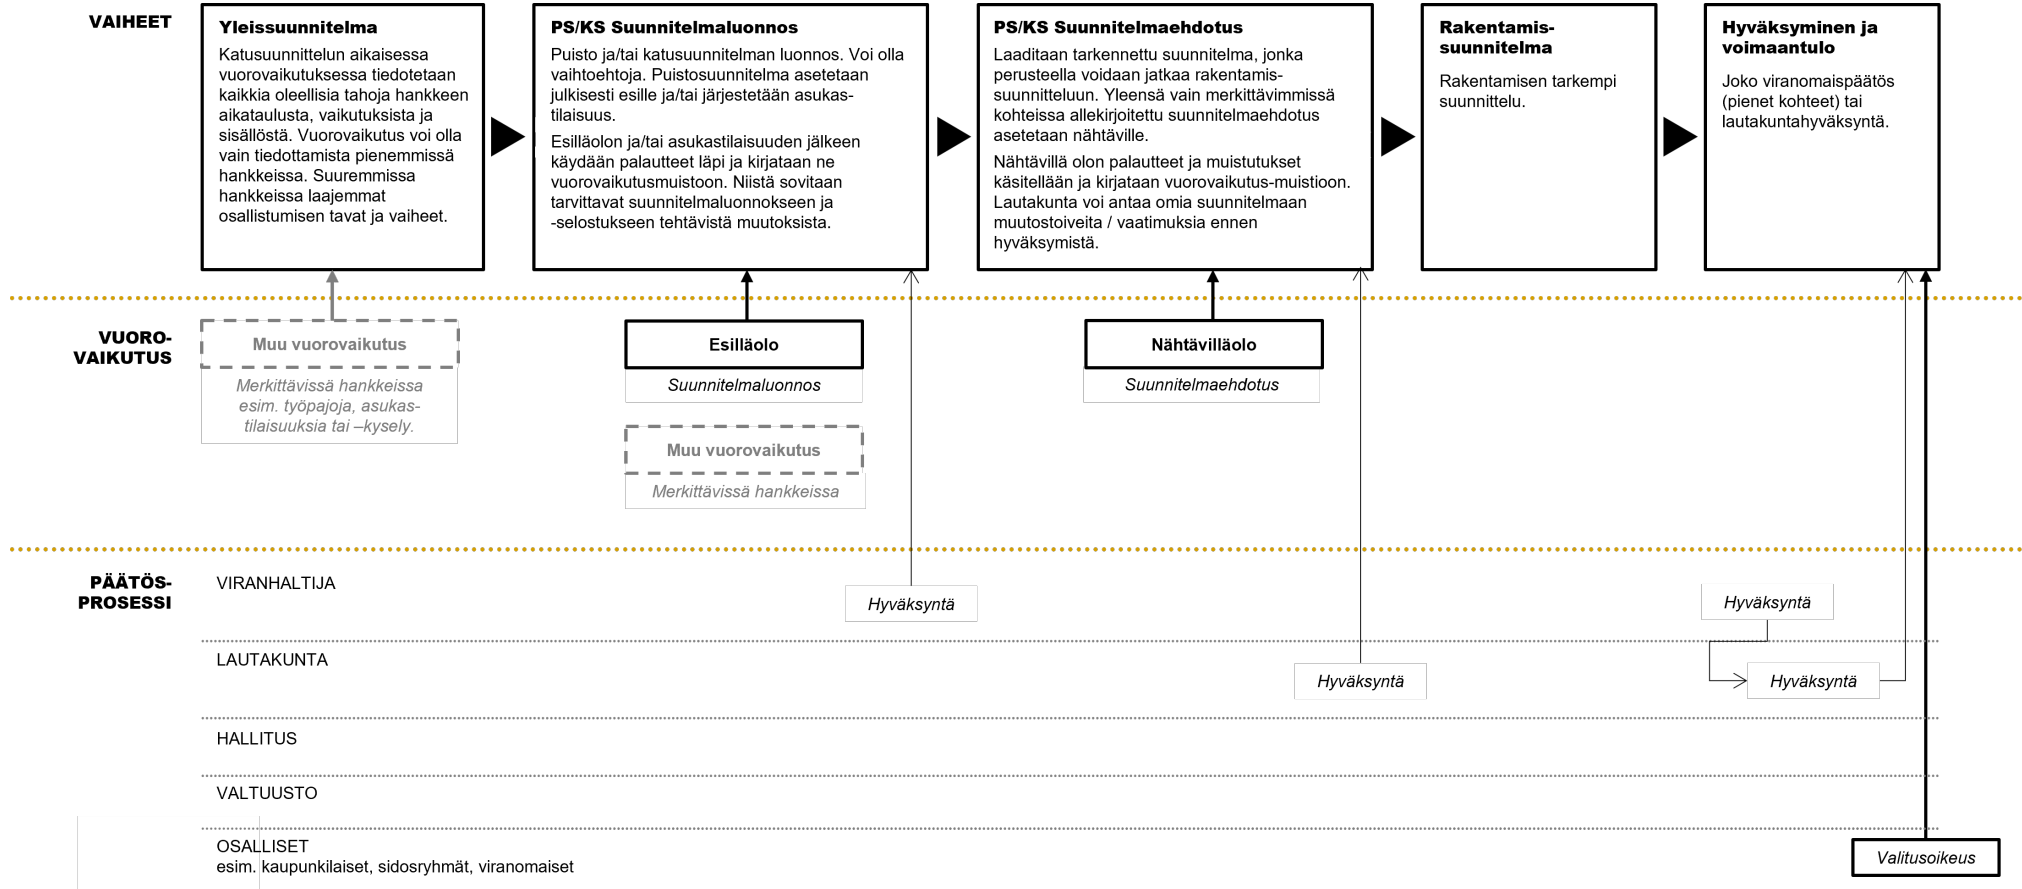 VAIHEET
Yleissuunnitelma
Katusuunnittelun aikaisessa
vuorovaikutuksessa tiedotetaan
kaikkia oleellisia tahoja hankkeen
aikataulusta, vaikutuksista ja
sisällöstä. Vuorovaikutus voi olla
vain tiedottamista pienemmissä
hankkeissa. Suuremmissa
hankkeissa laajemmat
osallistumisen tavat ja vaiheet.
PS/KS Suunnitelmaluonnos
Puisto ja/tai katusuunnitelman luonnos. Voi olla
vaihtoehtoja. Puistosuunnitelma asetetaan
julkisesti esille ja/tai järjestetään asukas-
tilaisuus.
Esilläolon ja/tai asukastilaisuuden jälkeen
käydään palautteet läpi ja kirjataan ne
vuorovaikutusmuistoon. Niistä sovitaan
tarvittavat suunnitelmaluonnokseen ja
-selostukseen tehtävistä muutoksista.
PS/KS Suunnitelmaehdotus
Laaditaan tarkennettu suunnitelma, jonka
perusteella voidaan jatkaa rakentamis-
suunnitteluun. Yleensä vain merkittävimmissä
kohteissa allekirjoitettu suunnitelmaehdotus
asetetaan nähtäville.
Nähtävillä olon palautteet ja muistutukset
käsitellään ja kirjataan vuorovaikutus-muistioon.
Lautakunta voi antaa omia suunnitelmaan
muutostoiveita / vaatimuksia ennen
hyväksymistä.
Rakentamis-
suunnitelma
Rakentamisen tarkempi
suunnittelu.
Hyväksyminen ja
voimaantulo
Joko viranomaispäätös
(pienet kohteet) tai
lautakuntahyväksyntä.
VUORO-
VAIKUTUS
Muu vuorovaikutus
Merkittävissä hankkeissa
esim. työpajoja, asukas-
tilaisuuksia tai –kysely.
Esilläolo
Suunnitelmaluonnos
Muu vuorovaikutus
Merkittävissä hankkeissa
Nähtävilläolo
Suunnitelmaehdotus
PÄÄTÖS-
PROSESSI
VIRANHALTIJA
Hyväksyntä
Hyväksyntä
LAUTAKUNTA
Hyväksyntä
Hyväksyntä
HALLITUS
VALTUUSTO
OSALLISET
esim. kaupunkilaiset, sidosryhmät, viranomaiset
Valitusoikeus